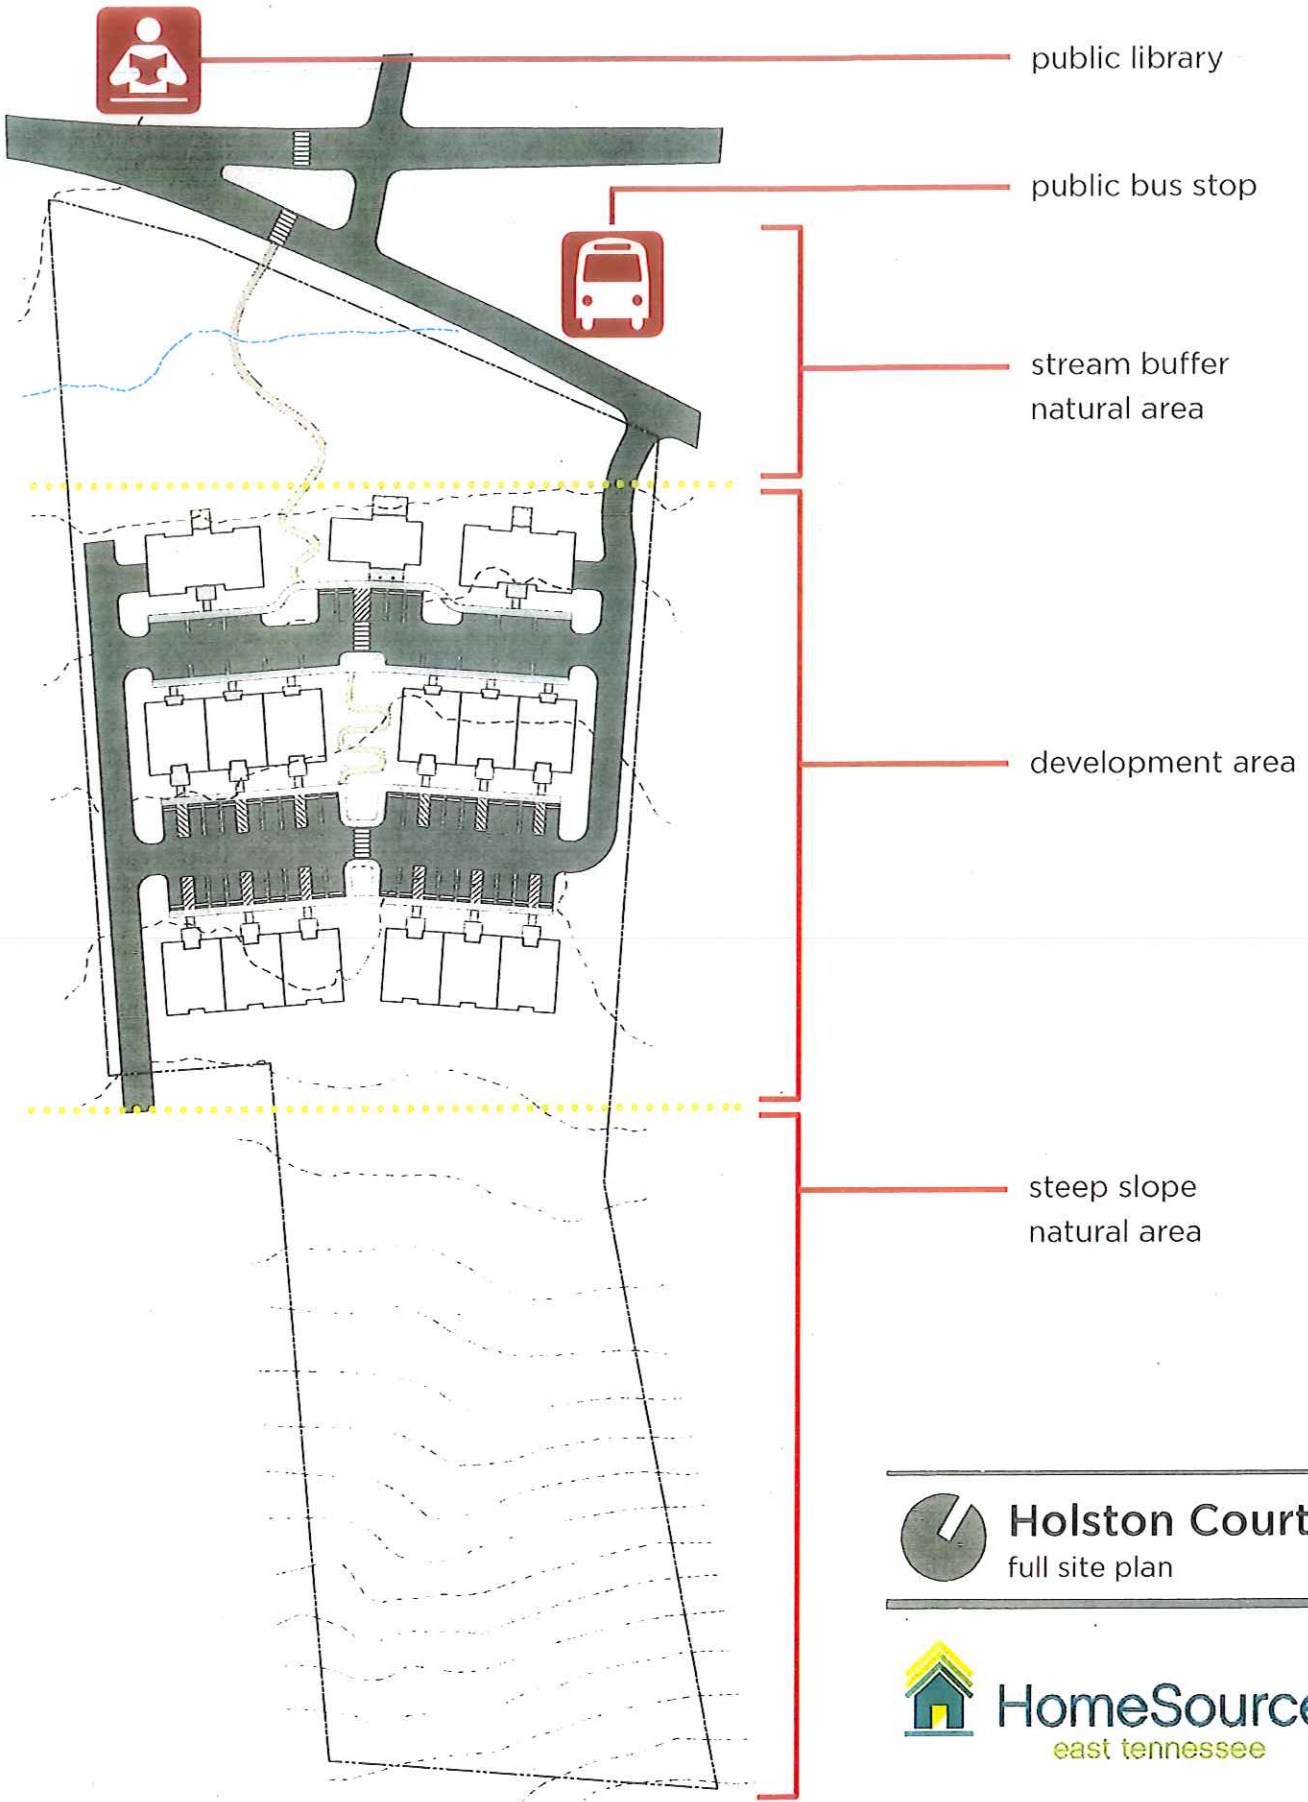 public library
public bus stop
stream buffer
natural area
development area
steep slope
natural area
Holston Court
full site plan
HomeSource
east tennessee